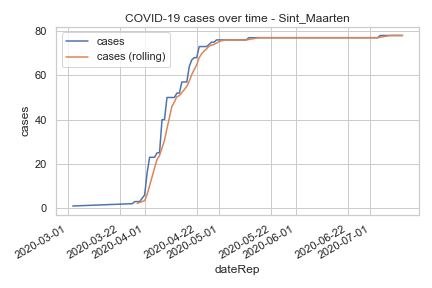 COVID-19 cases over time - Sint_Maarten
cases
cases (rolling)
80
60
40
20
0
cases
2020-03-01
2020-03-22
2020-04-01
2020-04-22
2020-05-01
2020-05-22
2020-06-01
2020-06-22
2020-07-01
dateRep